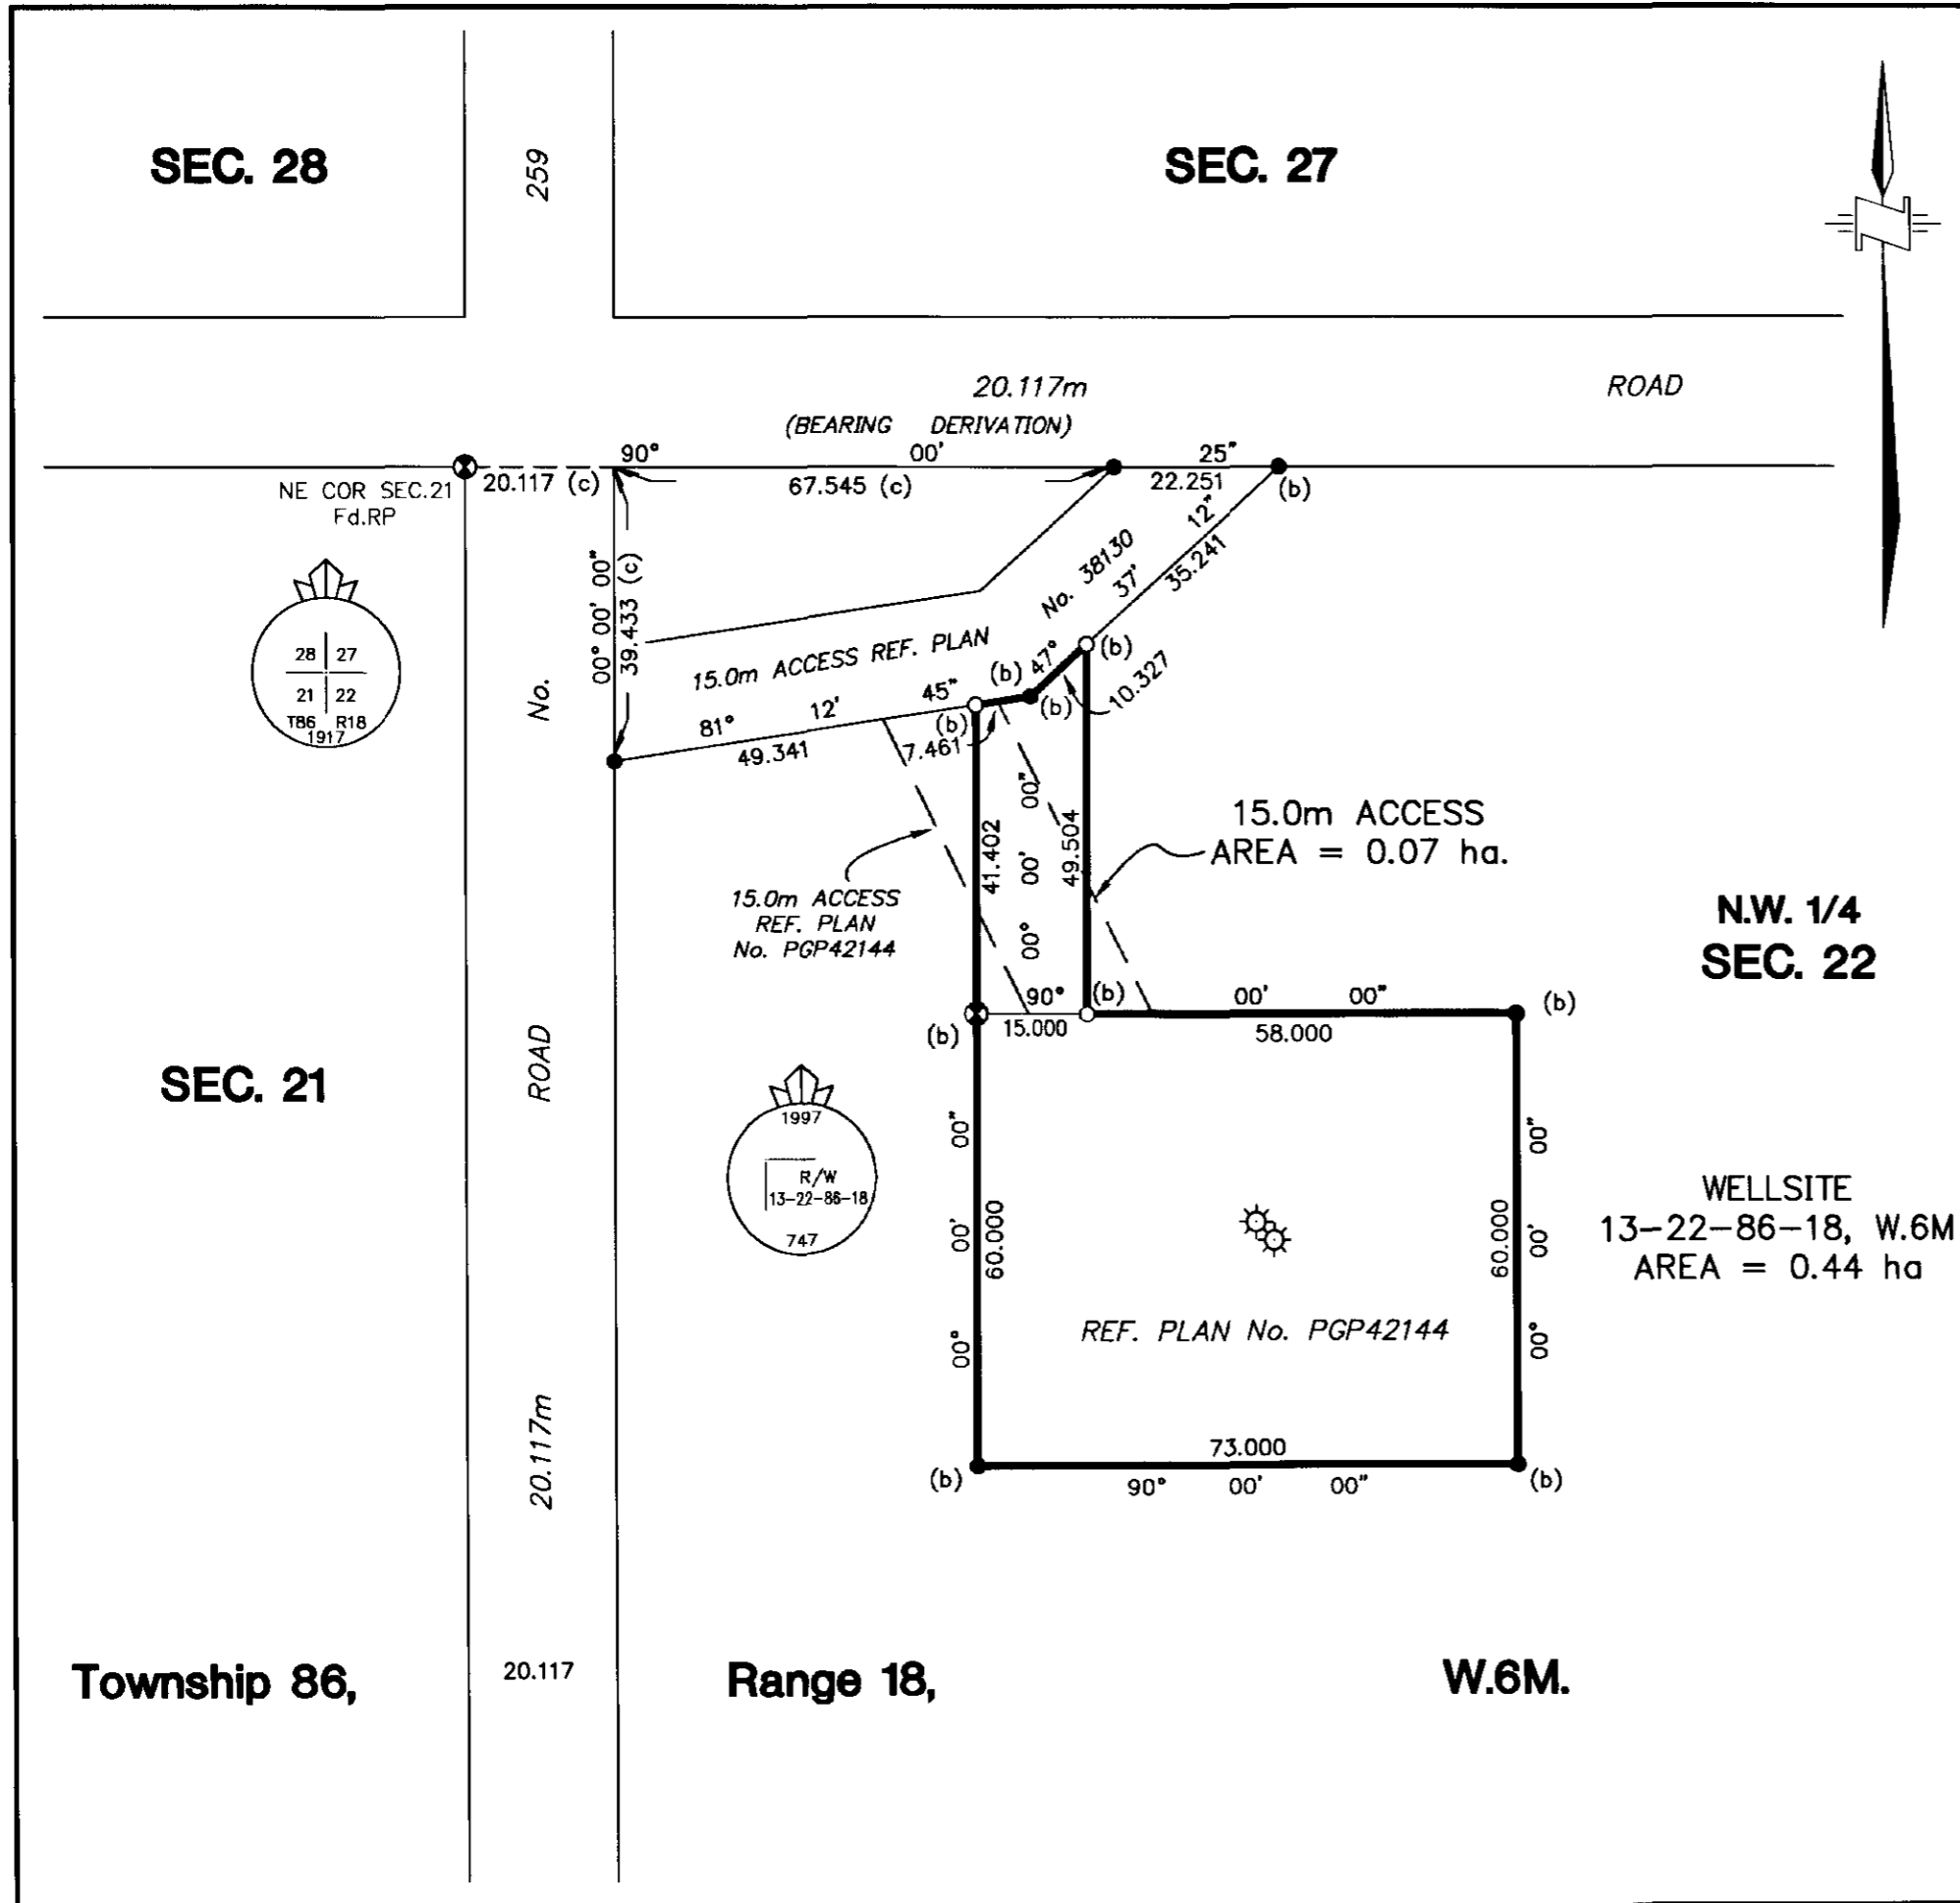 SEC. 28
259
SEC. 27
20.117m
ROAD
(BEARING DERIVATION)
90° 00' 25"
20.117 (c)
67.545 (c)
22.251
(b)
NE COR SEC.21
Fd.RP
00° 00' 00"
39.433 (c)
28 27
21 22
T86 R18
1917
No.
15.0m ACCESS REF. PLAN
No. 38130
47° 37' 12"
35.241
(b)
(b)
(b)
10.327
81° 12' 45"
49.341
(b)
7.461
41.402
00° 00' 00"
49.504
15.0m ACCESS
AREA = 0.07 ha.
15.0m ACCESS
REF. PLAN
No. PGP42144
N.W. 1/4
SEC. 22
90°
(b)
00' 00"
(b)
(b)
15.000
58.000
SEC. 21
ROAD
1997
R/W
13-22-86-18
747
00° 00' 00"
60.000
60.000
00° 00' 00"
WELLSITE
13-22-86-18, W.6M
AREA = 0.44 ha
REF. PLAN No. PGP42144
20.117m
73.000
(b)
90° 00' 00"
(b)
Township 86,
20.117
Range 18,
W.6M.